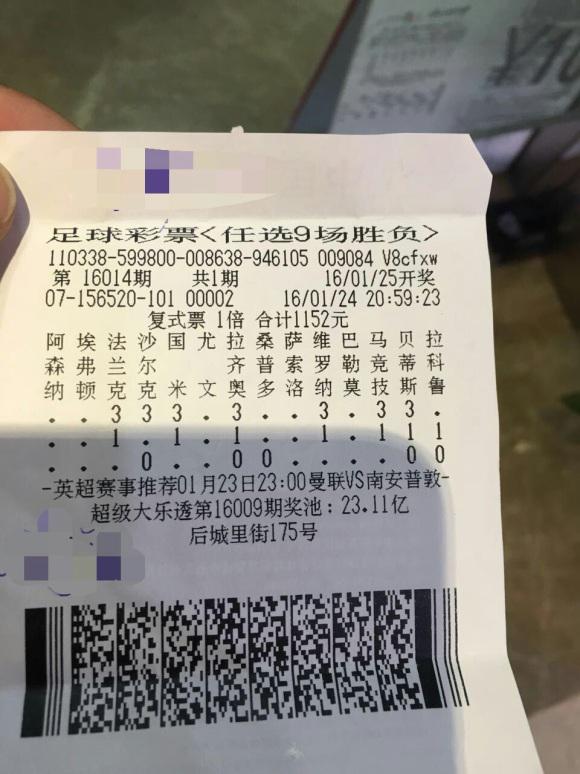 足球彩票<任选9场胜负>
110338-599800-008638-946105 009084 V8cfxw
第 16014期 共1期 16/01/25开奖
07-156520-101 00002 16/01/24 20:59:23
复式票 1倍 合计1152元
阿 埃 法 沙 国 尤 拉 桑 萨 维 巴 马 贝 拉
森 弗 兰 尔 齐 普 索 罗 勒 竞 蒂 科
纳 顿 克 克 米 文 奥 多 洛 纳 莫 技 斯 鲁
. . 3 3 3 . 3 . . 3 . 3 3 .
. . 1 . 1 . 1 . . 1 . 1 1 1
. . . 0 . . 0 0 . . . . 0 0
-英超赛事推荐01月23日23:00曼联VS南安普敦-
超级大乐透第16009期奖池：23.11亿
后城里街175号